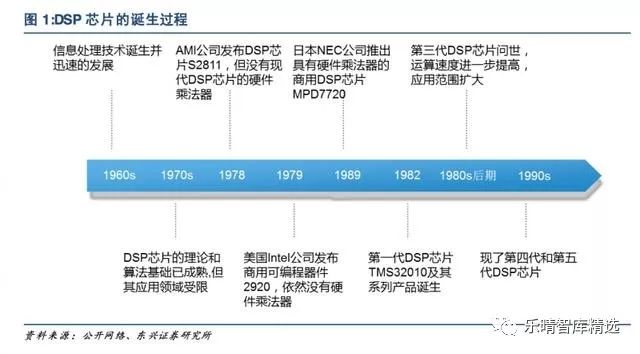 图 1:DSP 芯片的诞生过程
信息处理技术诞生并
迅速的发展
AMI公司发布DSP芯
片S2811，但没有现
代DSP芯片的硬件
乘法器
日本NEC公司推出
具有硬件乘法器的
商用DSP芯片
MPD7720
第三代DSP芯片问世，
运算速度进一步提高，
应用范围扩大
1960s 1970s 1978 1979 1989 1982 1980s后期 1990s
DSP芯片的理论和
算法基础已成熟,但
其应用领域受限
美国Intel公司发布
商用可编程器件
2920，依然没有硬
件乘法器
第一代DSP芯片
TMS32010及其
系列产品诞生
现了第四代和第五
代DSP芯片
资料来源：公开网络、东兴证券研究所
乐晴智库精选